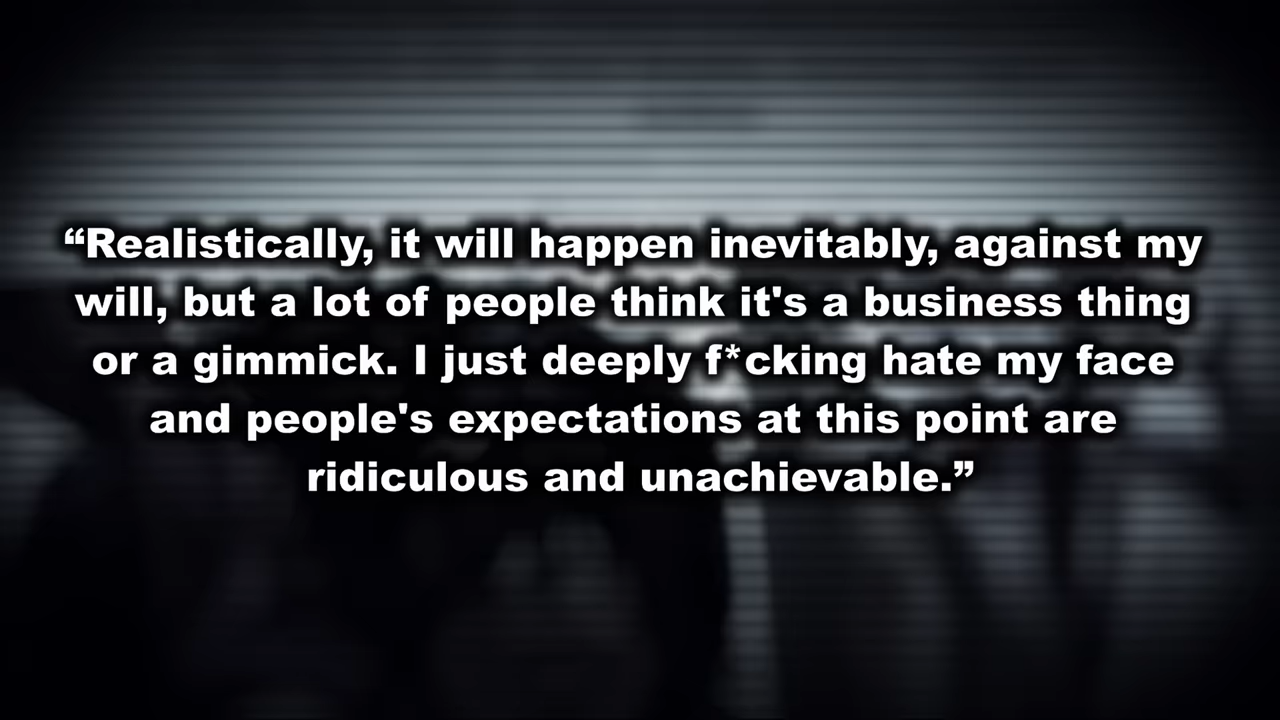 “Realistically, it will happen inevitably, against my
will, but a lot of people think it's a business thing
or a gimmick. I just deeply f*cking hate my face
and people's expectations at this point are
ridiculous and unachievable.”